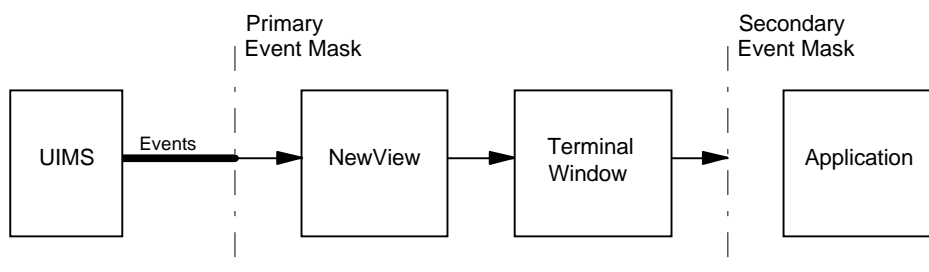 Primary
Event Mask
Secondary
Event Mask
UIMS
Events
NewView
Terminal
Window
Application